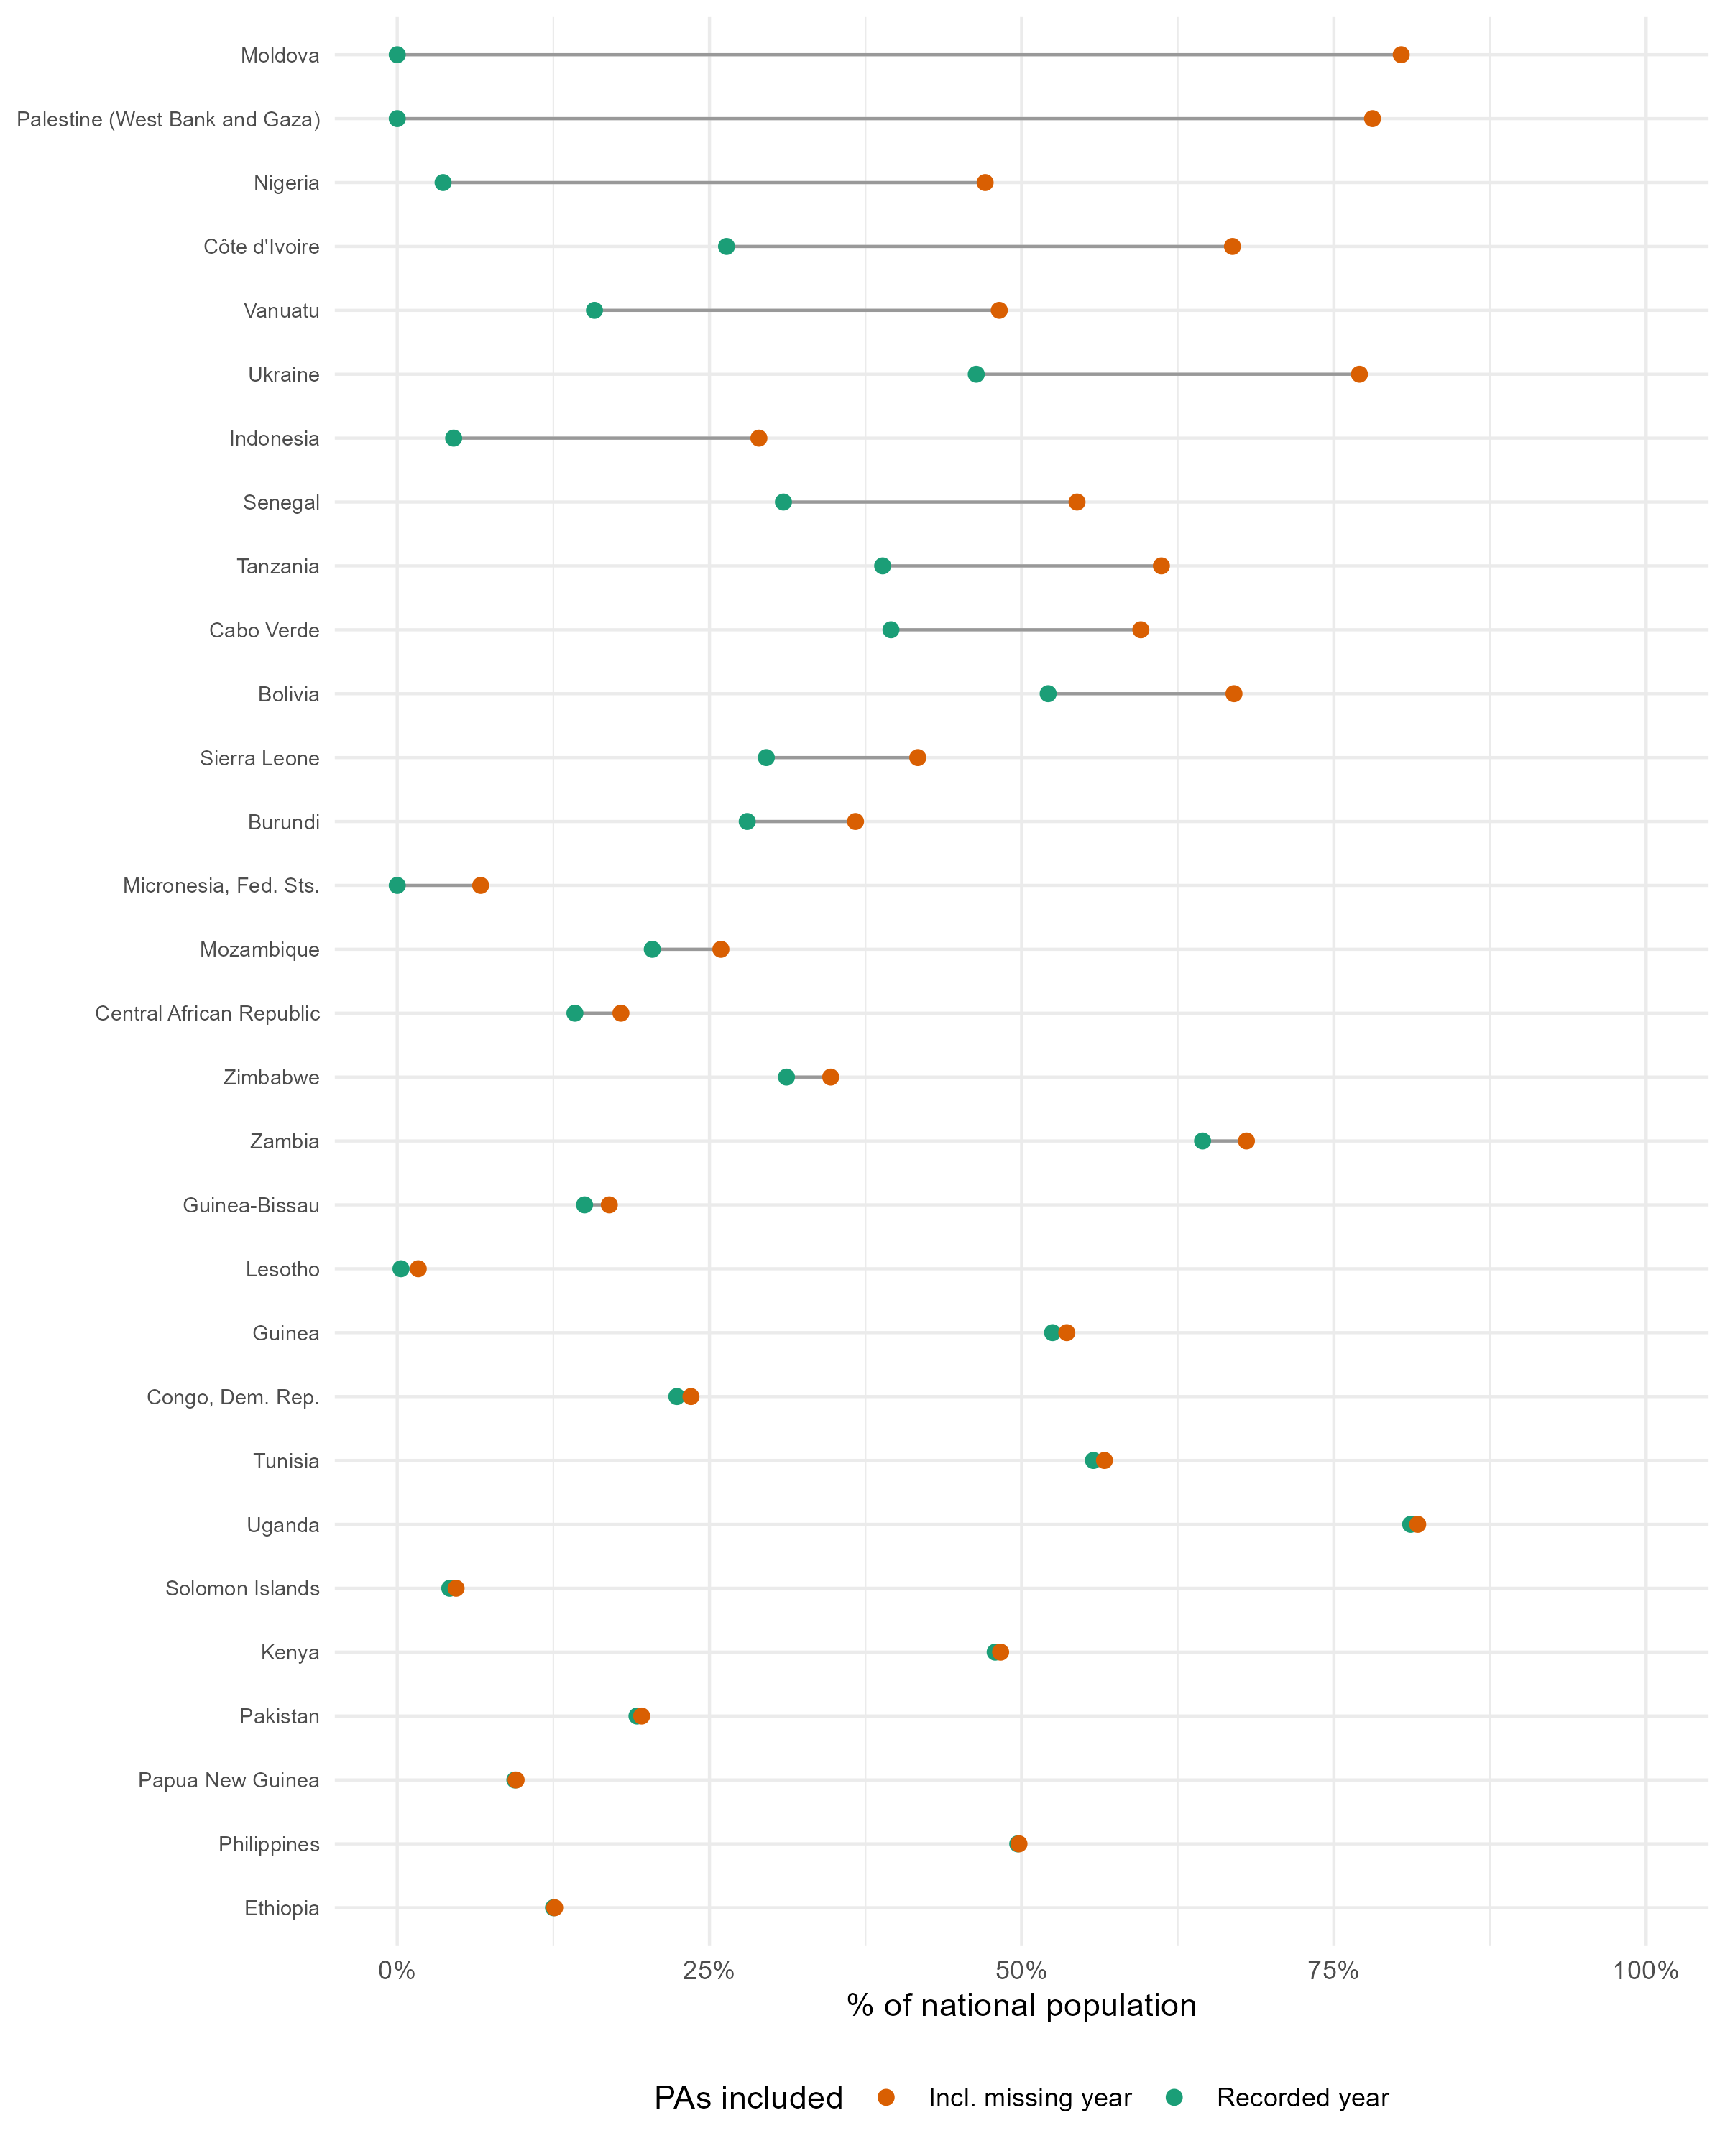 Moldova
Palestine (West Bank and Gaza)
Nigeria
Côte d'Ivoire
Vanuatu
Ukraine
Indonesia
Senegal
Tanzania
Cabo Verde
Bolivia
Sierra Leone
Burundi
Micronesia, Fed. Sts.
Mozambique
Central African Republic
Zimbabwe
Zambia
Guinea-Bissau
Lesotho
Guinea
Congo, Dem. Rep.
Tunisia
Uganda
Solomon Islands
Kenya
Pakistan
Papua New Guinea
Philippines
Ethiopia
0% 25% 50% 75% 100%
% of national population
PAs included Incl. missing year Recorded year